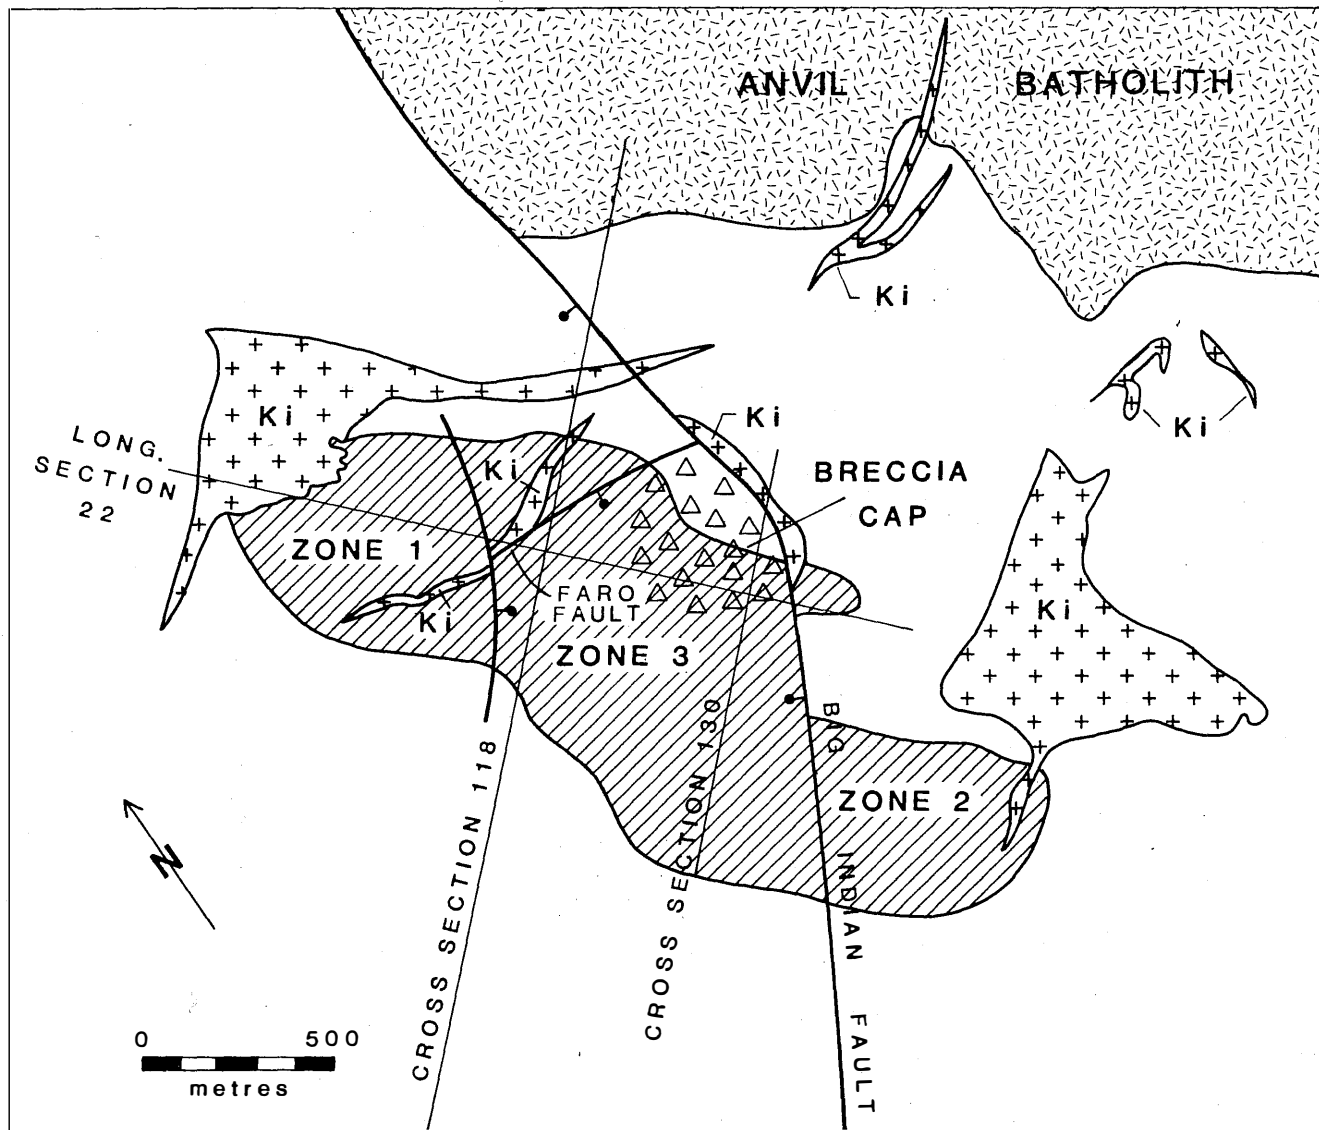 ANVIL BATHOLITH
Ki
Ki
Ki
Ki
LONG.
SECTION
22
Ki
BRECCIA
CAP
ZONE 1
FARO
FAULT
Ki
Ki
ZONE 3
BIG INDIAN FAULT
ZONE 2
CROSS SECTION 118
CROSS SECTION 130
N
0 500
metres